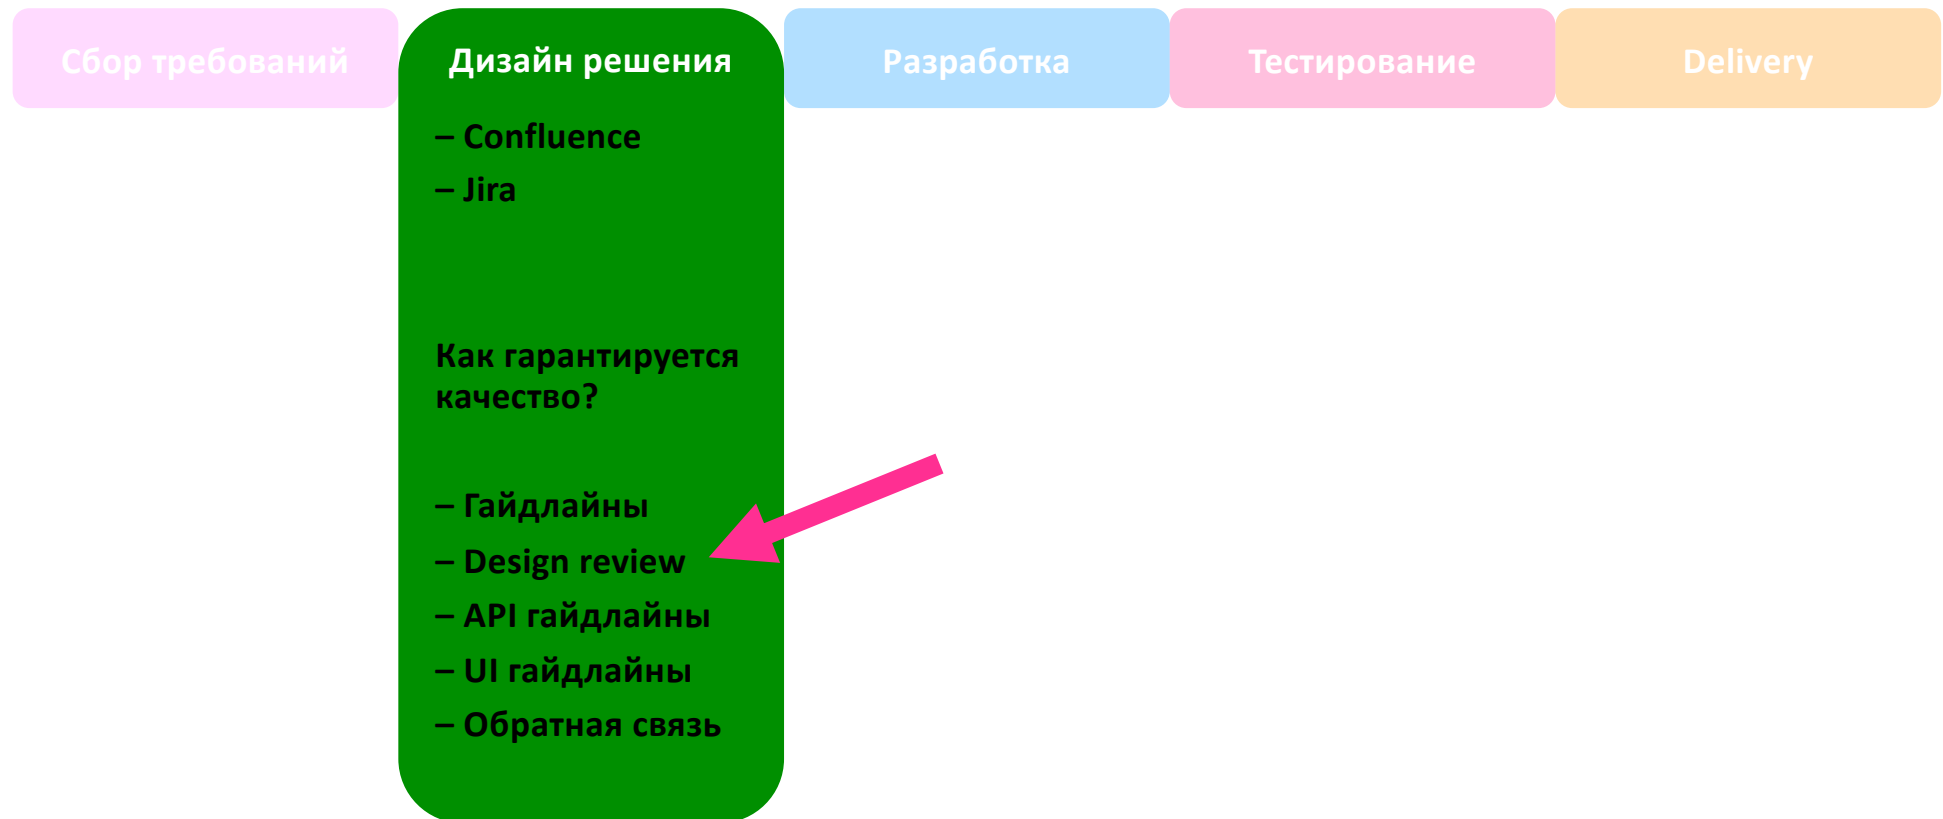 Сбор требований
Дизайн решения
Разработка
Тестирование
Delivery
– Confluence
– Jira
Как гарантируется
качество?
– Гайдлайны
– Design review
– API гайдлайны
– UI гайдлайны
– Обратная связь